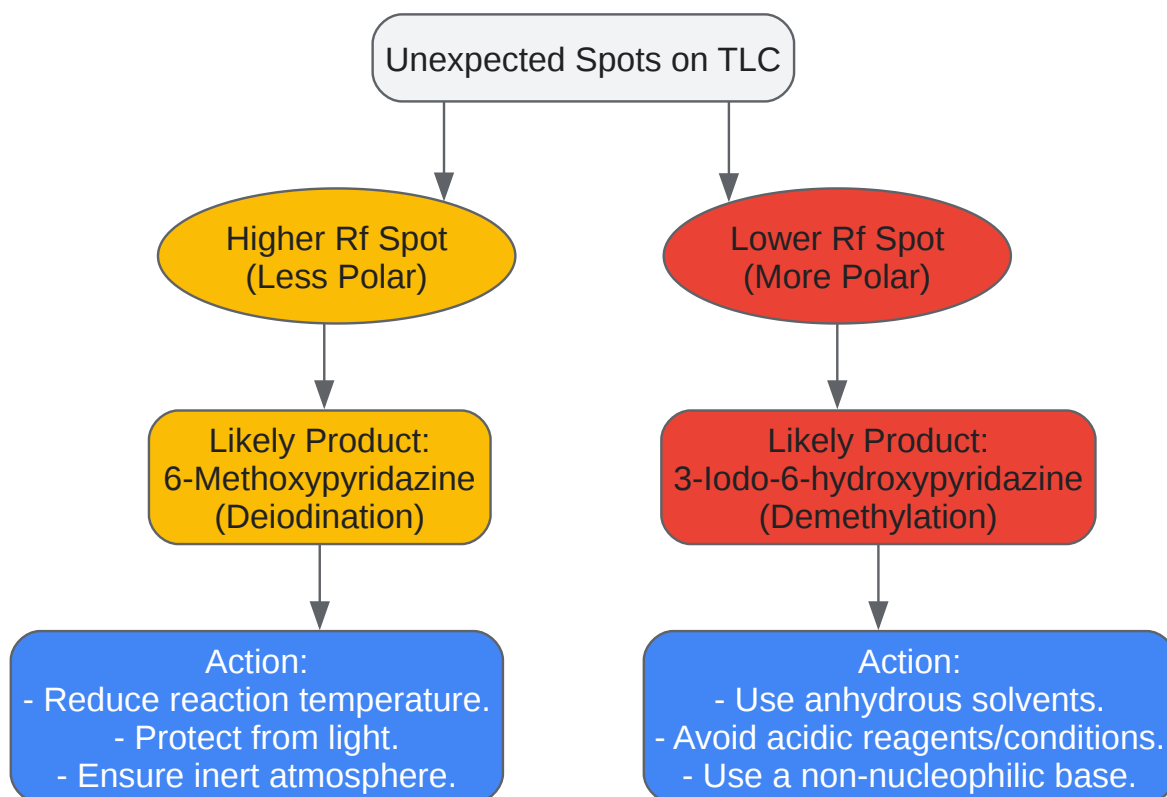 Unexpected Spots on TLC
Higher Rf Spot
(Less Polar)
Lower Rf Spot
(More Polar)
Likely Product:
6-Methoxypyridazine
(Deiodination)
Likely Product:
3-Iodo-6-hydroxypyridazine
(Demethylation)
Action:
- Reduce reaction temperature.
- Protect from light.
- Ensure inert atmosphere.
Action:
- Use anhydrous solvents.
- Avoid acidic reagents/conditions.
- Use a non-nucleophilic base.